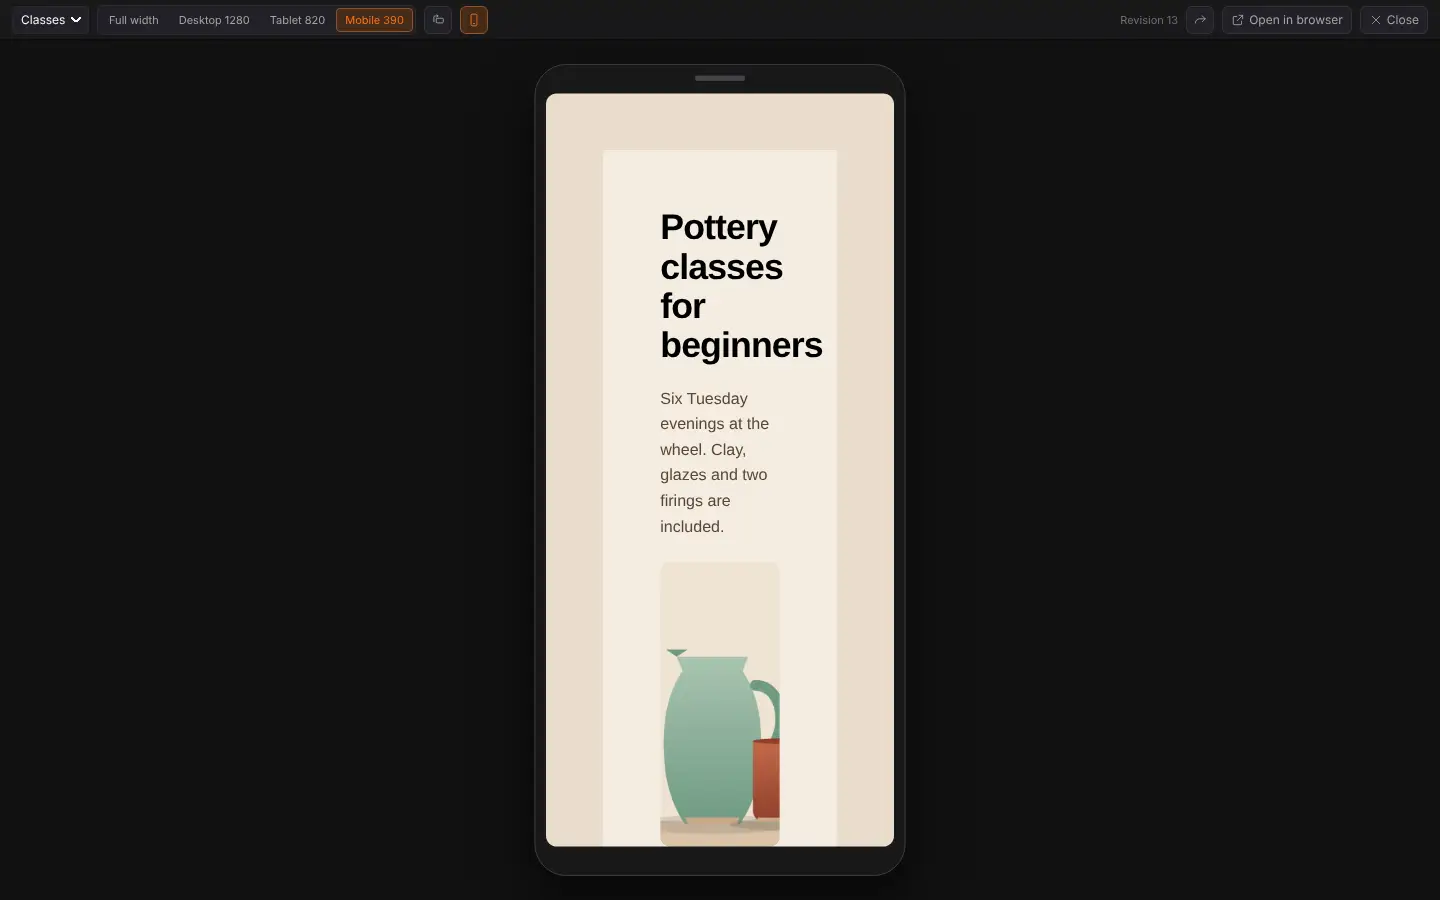 Classes
Full width
Desktop 1280
Tablet 820
Mobile 390
Revision 13
Open in browser
Close
Pottery
classes
for
beginners
Six Tuesday
evenings at the
wheel. Clay,
glazes and two
firings are
included.